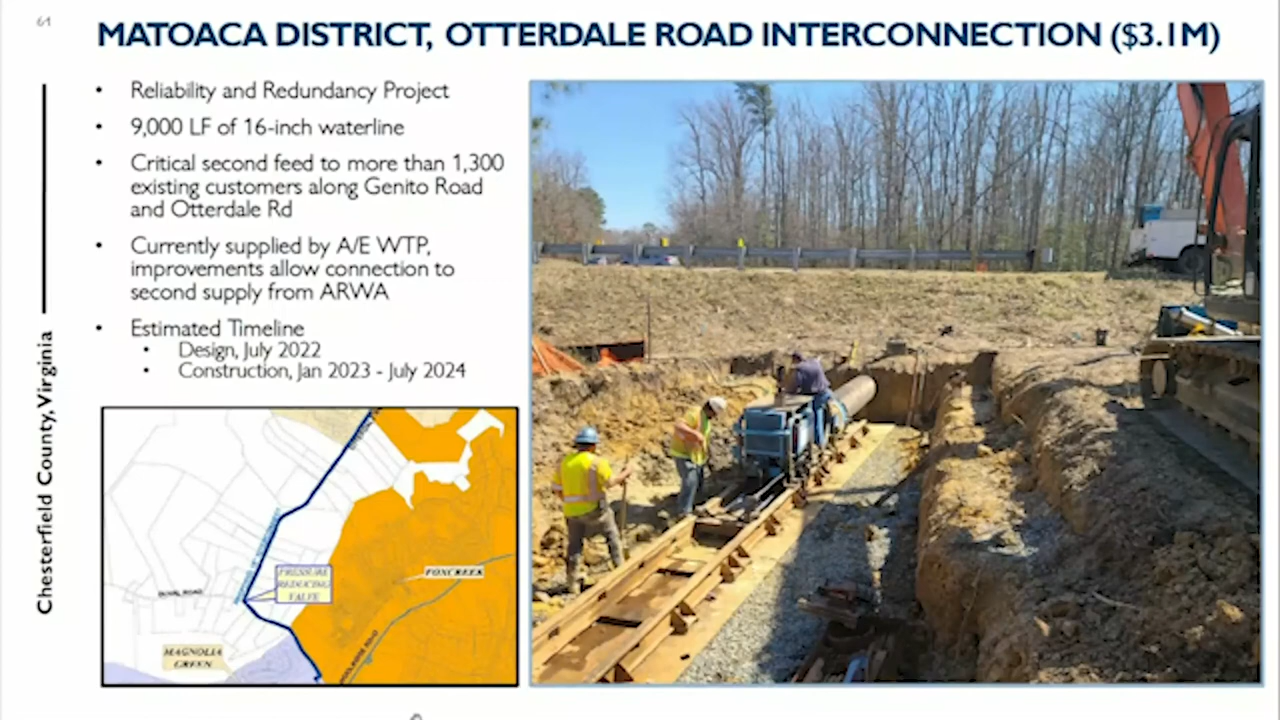 61
MATOACA DISTRICT, OTTERDALE ROAD INTERCONNECTION ($3.1M)
• Reliability and Redundancy Project
• 9,000 LF of 16-inch waterline
• Critical second feed to more than 1,300
existing customers along Genito Road
and Otterdale Rd
• Currently supplied by A/E WTP,
improvements allow connection to
second supply from ARWA
• Estimated Timeline
• Design, July 2022
• Construction, Jan 2023 - July 2024
Chesterfield County, Virginia
PRESSURE
REDUCING
VALVE
FOXCREEK
DUVAL ROAD
MAGNOLIA
GREEN